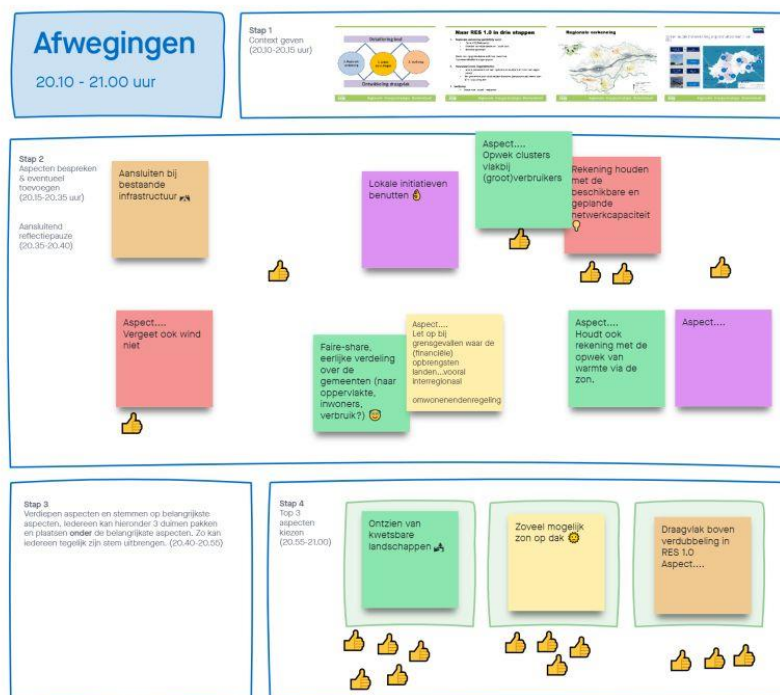 Afwegingen
20.10 - 21.00 uur
Stap 1
Context geven
(20.10-20.15 uur)
Naar RES 1.0 in drie stappen
Regionale verkenning
Stap 2
Aspecten bespreken
& eventueel
toevoegen
(20.15-20.35 uur)
Aansluitend
reflectiepauze
(20.35-20.40)
Aansluiten bij
bestaande
infrastructuur
Lokale initiatieven
benutten
Aspect....
Opwek clusters
vlakbij
(groot)verbruikers
Rekening houden
met de
beschikbare en
geplande
netwerkcapaciteit
Aspect....
Vergeet ook wind
niet
Faire-share,
eerlijke verdeling
over de
gemeenten (naar
oppervlakte,
inwoners,
verbruik?)
Aspect....
Let op bij
grensgevallen waar de
(financiële)
opbrengsten
landen...vooral
interregionaal
omwonenendenregeling
Aspect....
Houdt ook
rekening met de
opwek van
warmte via de
zon.
Aspect....
Stap 3
Verdiepen aspecten en stemmen op belangrijkste
aspecten. Iedereen kan hieronder 3 duimen pakken
en plaatsen onder de belangrijkste aspecten. Zo kan
iedereen tegelijk zijn stem uitbrengen. (20.40-20.55)
Stap 4
Top 3
aspecten
kiezen
(20.55-21.00)
Ontzien van
kwetsbare
landschappen
Zoveel mogelijk
zon op dak
Draagvlak boven
verdubbeling in
RES 1.0
Aspect....